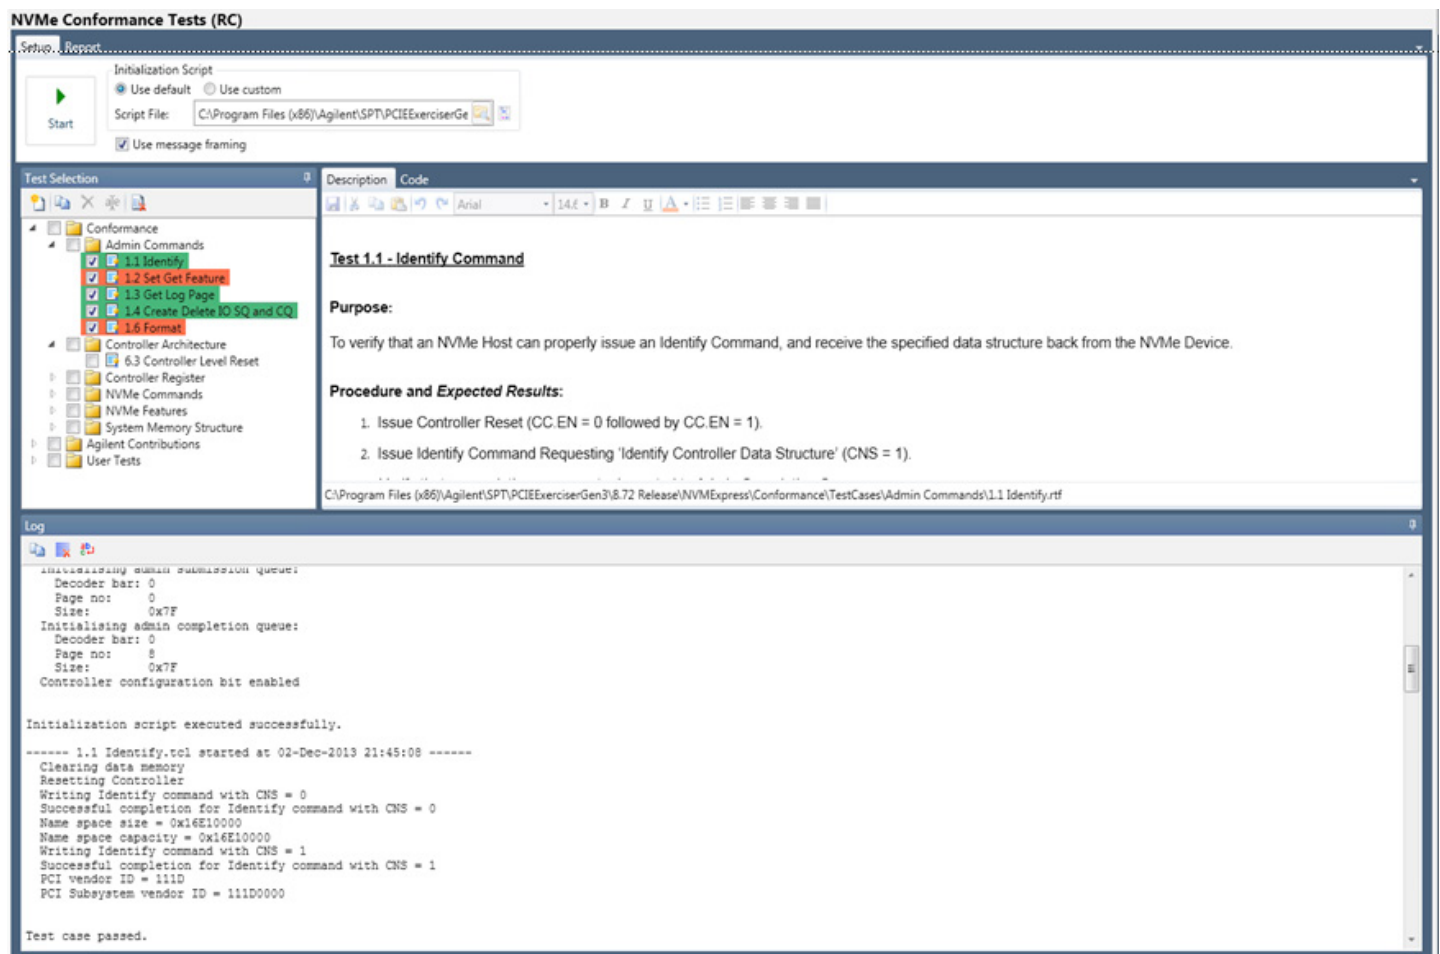 NVMe Conformance Tests (RC)
Setup Report
Initialization Script
Use default Use custom
Start
Script File: C:\Program Files (x86)\Agilent\SPT\PCIEExerciserGe
Use message framing
Test Selection
Description Code
Arial 14.6 B I U A
Conformance
Admin Commands
1.1 Identify
1.2 Set Get Feature
1.3 Get Log Page
1.4 Create Delete IO SQ and CQ
1.6 Format
Controller Architecture
6.3 Controller Level Reset
Controller Register
NVMe Commands
NVMe Features
System Memory Structure
Agilent Contributions
User Tests
Test 1.1 - Identify Command
Purpose:
To verify that an NVMe Host can properly issue an Identify Command, and receive the specified data structure back from the NVMe Device.
Procedure and Expected Results:
1. Issue Controller Reset (CC.EN = 0 followed by CC.EN = 1).
2. Issue Identify Command Requesting 'Identify Controller Data Structure' (CNS = 1).
C:\Program Files (x86)\Agilent\SPT\PCIEExerciserGen3\8.72 Release\NVMExpress\Conformance\TestCases\Admin Commands\1.1 Identify.rtf
Log
Initialising admin submission queue:
Decoder bar: 0
Page no: 0
Size: 0x7F
Initialising admin completion queue:
Decoder bar: 0
Page no: 8
Size: 0x7F
Controller configuration bit enabled
Initialization script executed successfully.
------ 1.1 Identify.tcl started at 02-Dec-2013 21:45:08 ------
Clearing data memory
Resetting Controller
Writing Identify command with CNS = 0
Successful completion for Identify command with CNS = 0
Name space size = 0x16E10000
Name space capacity = 0x16E10000
Writing Identify command with CNS = 1
Successful completion for Identify command with CNS = 1
PCI vendor ID = 111D
PCI Subsystem vendor ID = 111D0000
Test case passed.